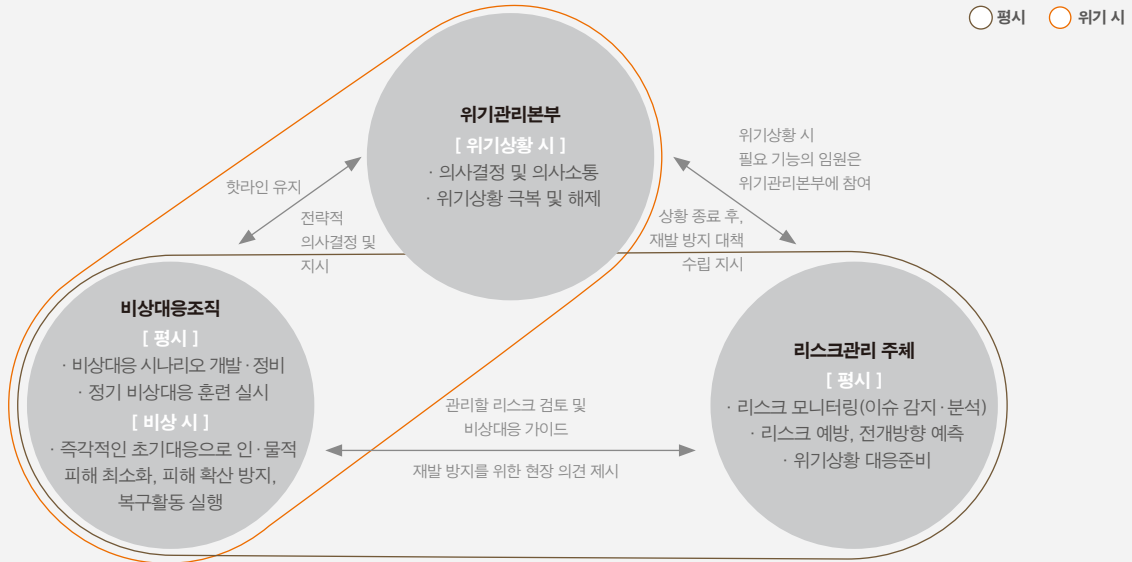 평시
위기 시
위기관리본부
[ 위기상황 시 ]
· 의사결정 및 의사소통
· 위기상황 극복 및 해제
핫라인 유지
전략적
의사결정 및
지시
위기상황 시
필요 기능의 임원은
위기관리본부에 참여
상황 종료 후,
재발 방지 대책
수립 지시
비상대응조직
[ 평시 ]
· 비상대응 시나리오 개발·정비
· 정기 비상대응 훈련 실시
[ 비상 시 ]
· 즉각적인 초기대응으로 인·물적
피해 최소화, 피해 확산 방지,
복구활동 실행
관리할 리스크 검토 및
비상대응 가이드
재발 방지를 위한 현장 의견 제시
리스크관리 주체
[ 평시 ]
· 리스크 모니터링(이슈 감지·분석)
· 리스크 예방, 전개방향 예측
· 위기상황 대응준비